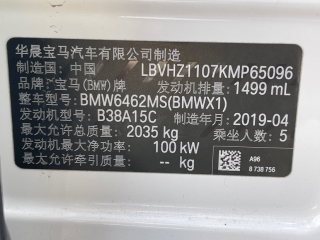 华晨宝马汽车有限公司制造
制造国：中国 LBVHZ1107KMP65096
品牌：宝马(BMW)牌 发动机排量：1499 mL
整车型号：BMW6462MS(BMWX1)
发动机型号：B38A15C 制造年月：2019-04
最大允许总质量：2035 kg 乘坐人数：5
发动机最大净功率：100 kW
最大允许牵引质量：-- kg
A96
8 738 756